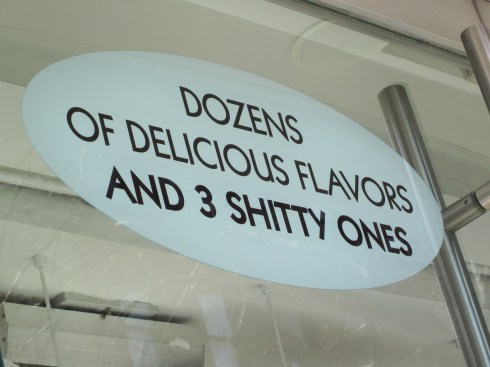 DOZENS
OF DELICIOUS FLAVORS
AND 3 SHITTY ONES